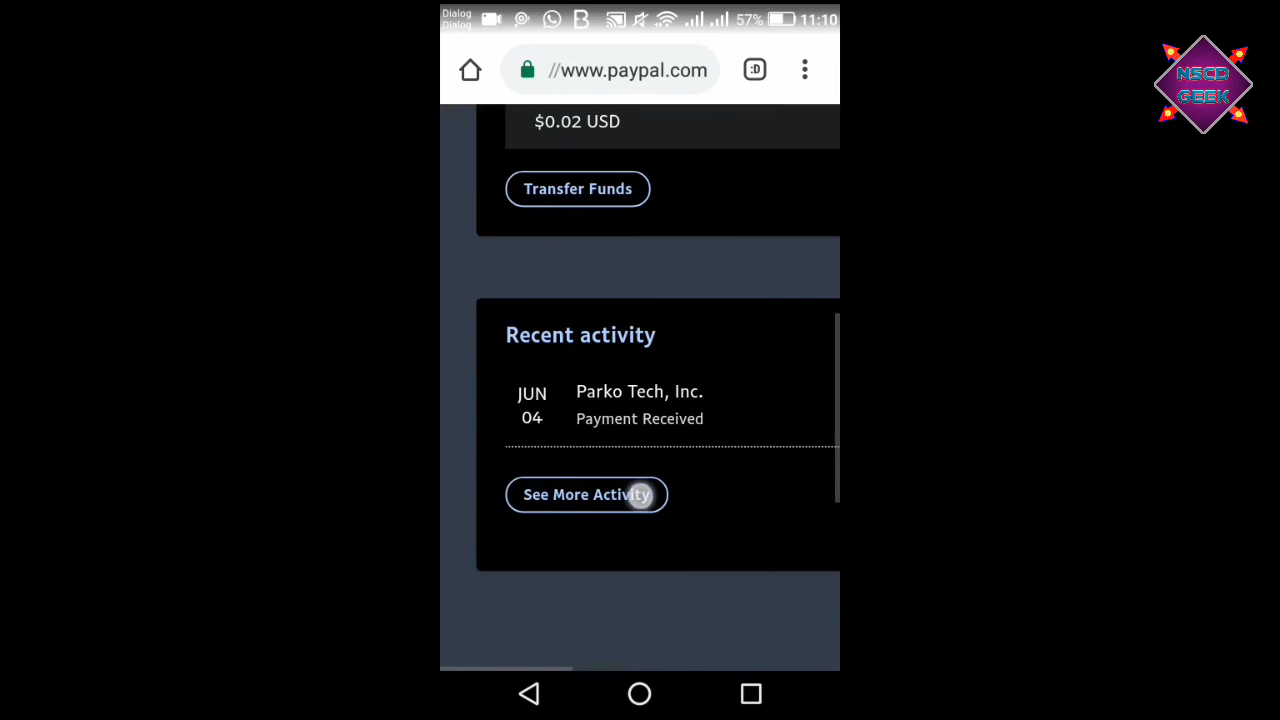 Dialog
Dialog
57% 11:10
//www.paypal.com
:D
NSCD
GEEK
$0.02 USD
Transfer Funds
Recent activity
JUN
04
Parko Tech, Inc.
Payment Received
See More Activity